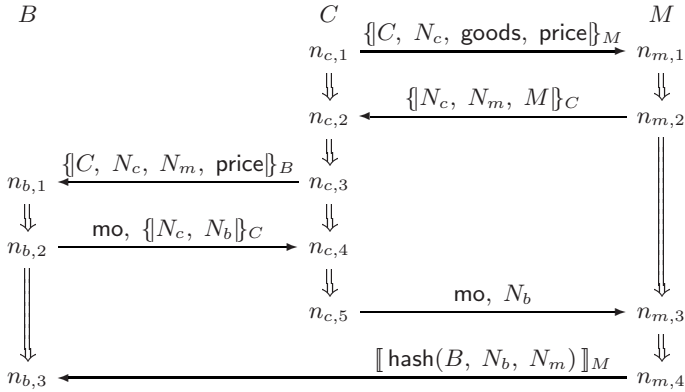 B C M
{|C, N_c, goods, price|}_M
n_{c,1} n_{m,1}
{|N_c, N_m, M|}_C
n_{c,2} n_{m,2}
{|C, N_c, N_m, price|}_B
n_{b,1} n_{c,3}
mo, {|N_c, N_b|}_C
n_{b,2} n_{c,4}
mo, N_b
n_{c,5} n_{m,3}
⟦hash(B, N_b, N_m)⟧_M
n_{b,3} n_{m,4}